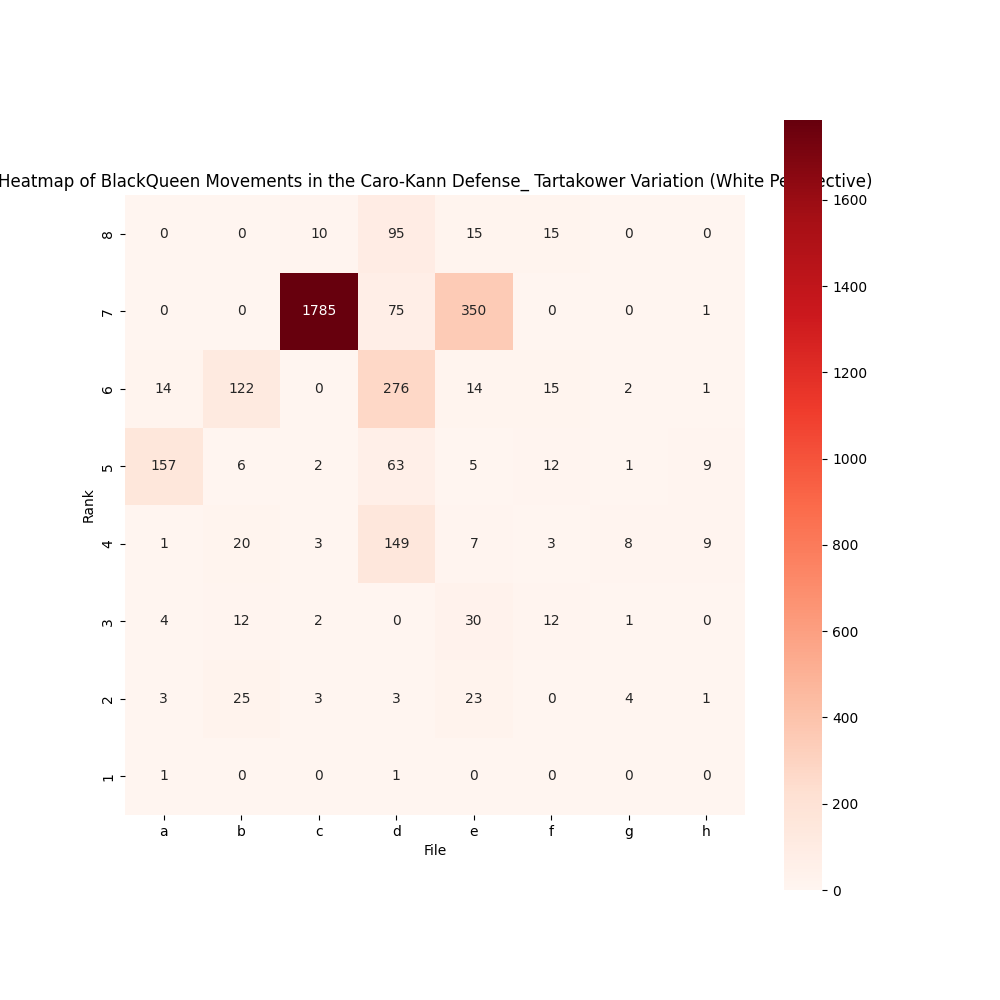 Heatmap of BlackQueen Movements in the Caro-Kann Defense_ Tartakower Variation (White Pe ective)
8 0 0 10 95 15 15 0 0
7 0 0 1785 75 350 0 0 1
6 14 122 0 276 14 15 2 1
5 157 6 2 63 5 12 1 9
Rank
4 1 20 3 149 7 3 8 9
3 4 12 2 0 30 12 1 0
2 3 25 3 3 23 0 4 1
1 1 0 0 1 0 0 0 0
a b c d e f g h
File
1600
1400
1200
1000
800
600
400
200
0